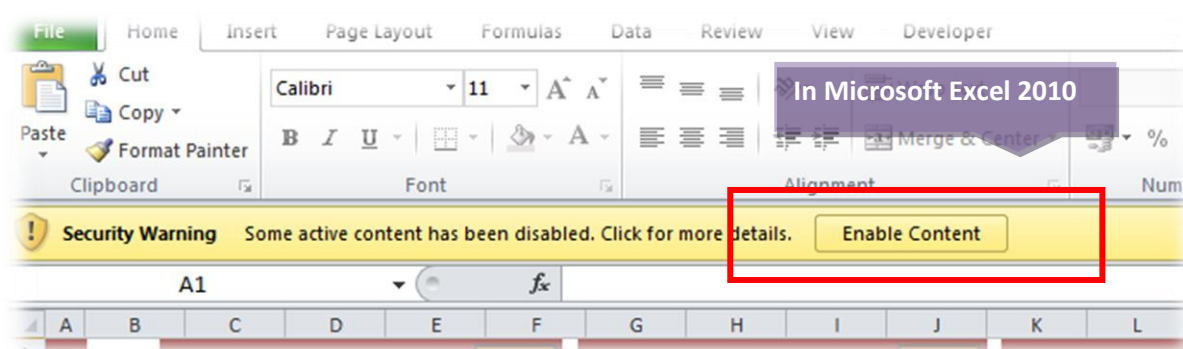 File Home Insert Page Layout Formulas Data Review View Developer
Cut
Calibri 11 A A
In Microsoft Excel 2010
Copy
Paste
B I U A
Merge & Center
%
Format Painter
Clipboard Font Alignment Num
Security Warning Some active content has been disabled. Click for more details. Enable Content
A1 fx
A B C D E F G H I J K L